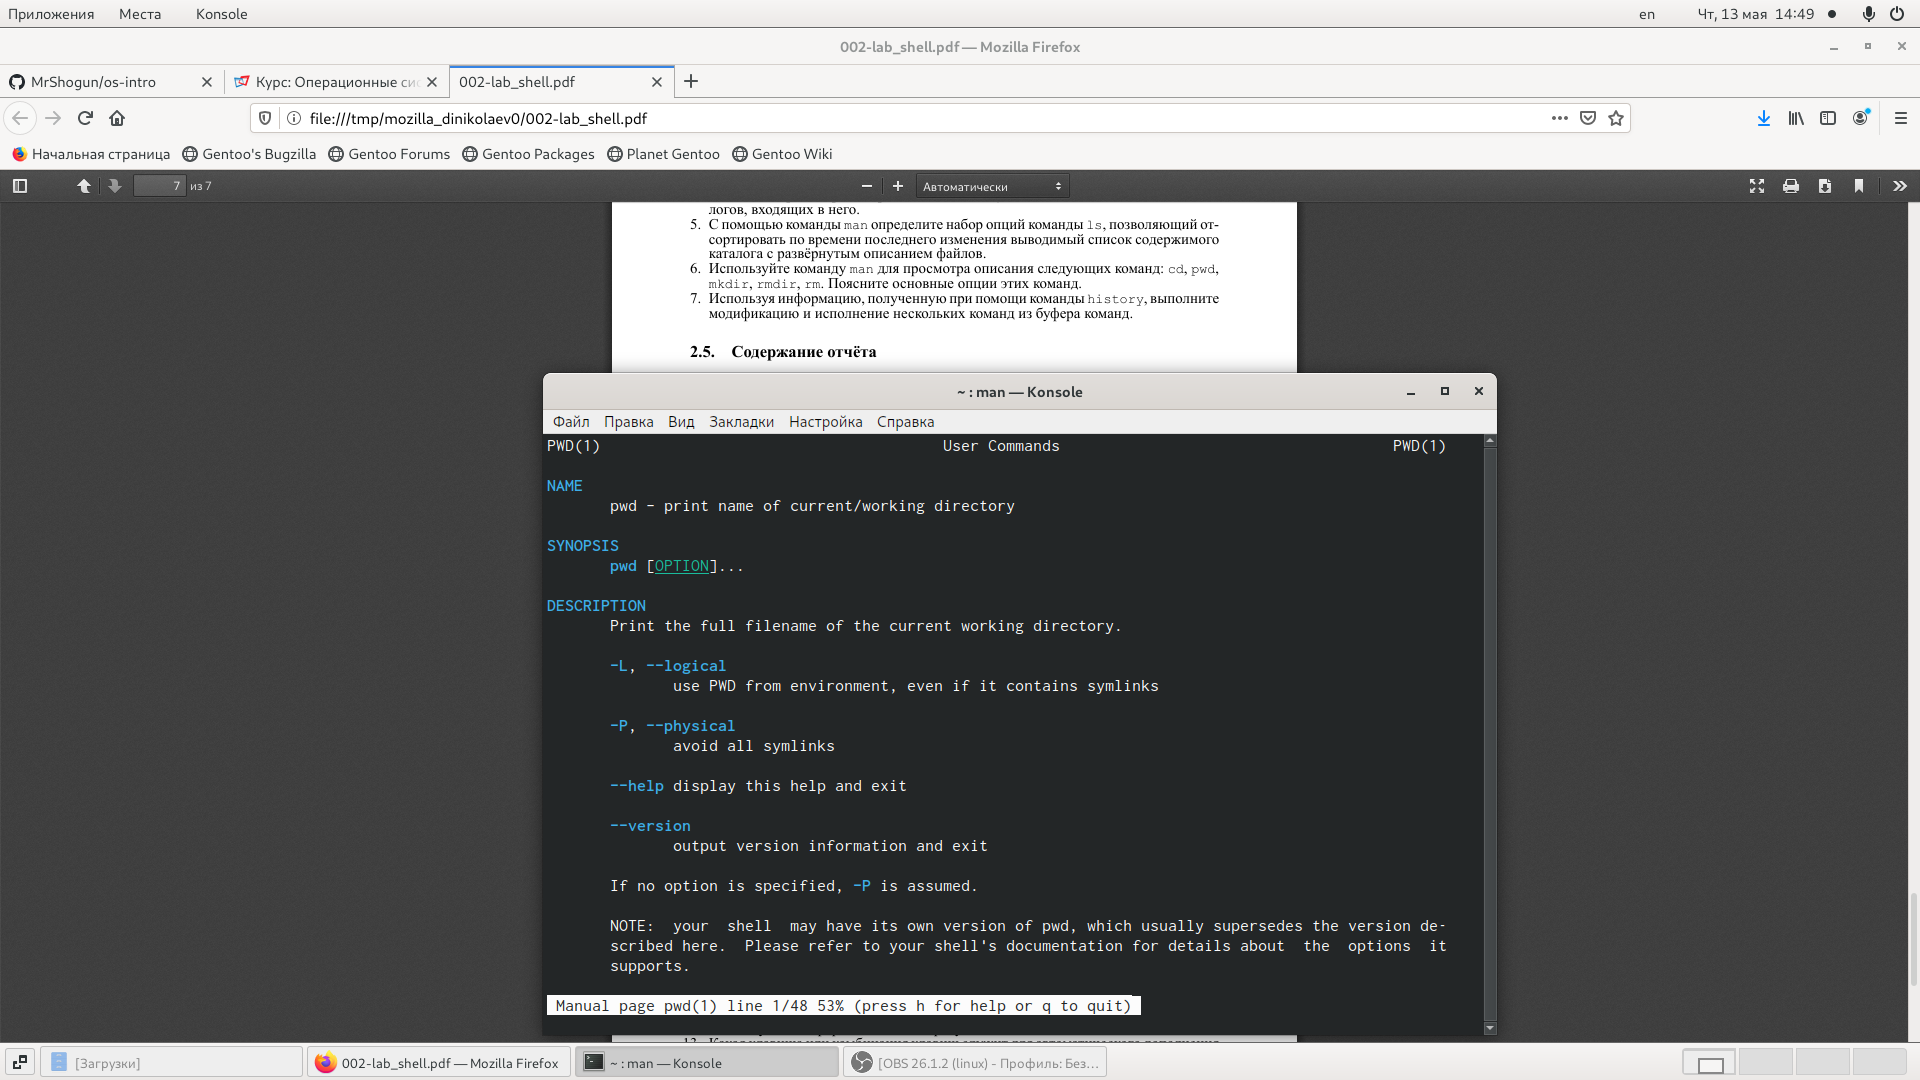 Приложения Места Konsole en Чт, 13 мая 14:49
002-lab_shell.pdf — Mozilla Firefox
MrShogun/os-intro Курс: Операционные си 002-lab_shell.pdf
file:///tmp/mozilla_dinikolaev0/002-lab_shell.pdf
Начальная страница Gentoo's Bugzilla Gentoo Forums Gentoo Packages Planet Gentoo Gentoo Wiki
7 из 7 Автоматически
логов, входящих в него.
5. С помощью команды man определите набор опций команды ls, позволяющий от-
сортировать по времени последнего изменения выводимый список содержимого
каталога с развёрнутым описанием файлов.
6. Используйте команду man для просмотра описания следующих команд: cd, pwd,
mkdir, rmdir, rm. Поясните основные опции этих команд.
7. Используя информацию, полученную при помощи команды history, выполните
модификацию и исполнение нескольких команд из буфера команд.
2.5. Содержание отчёта
~ : man — Konsole
Файл Правка Вид Закладки Настройка Справка
PWD(1) User Commands PWD(1)
NAME
pwd - print name of current/working directory
SYNOPSIS
pwd [OPTION]...
DESCRIPTION
Print the full filename of the current working directory.
-L, --logical
use PWD from environment, even if it contains symlinks
-P, --physical
avoid all symlinks
--help display this help and exit
--version
output version information and exit
If no option is specified, -P is assumed.
NOTE: your shell may have its own version of pwd, which usually supersedes the version de-
scribed here. Please refer to your shell's documentation for details about the options it
supports.
Manual page pwd(1) line 1/48 53% (press h for help or q to quit)
[Загрузки] 002-lab_shell.pdf — Mozilla Firefox ~ : man — Konsole [OBS 26.1.2 (linux) - Профиль: Без...